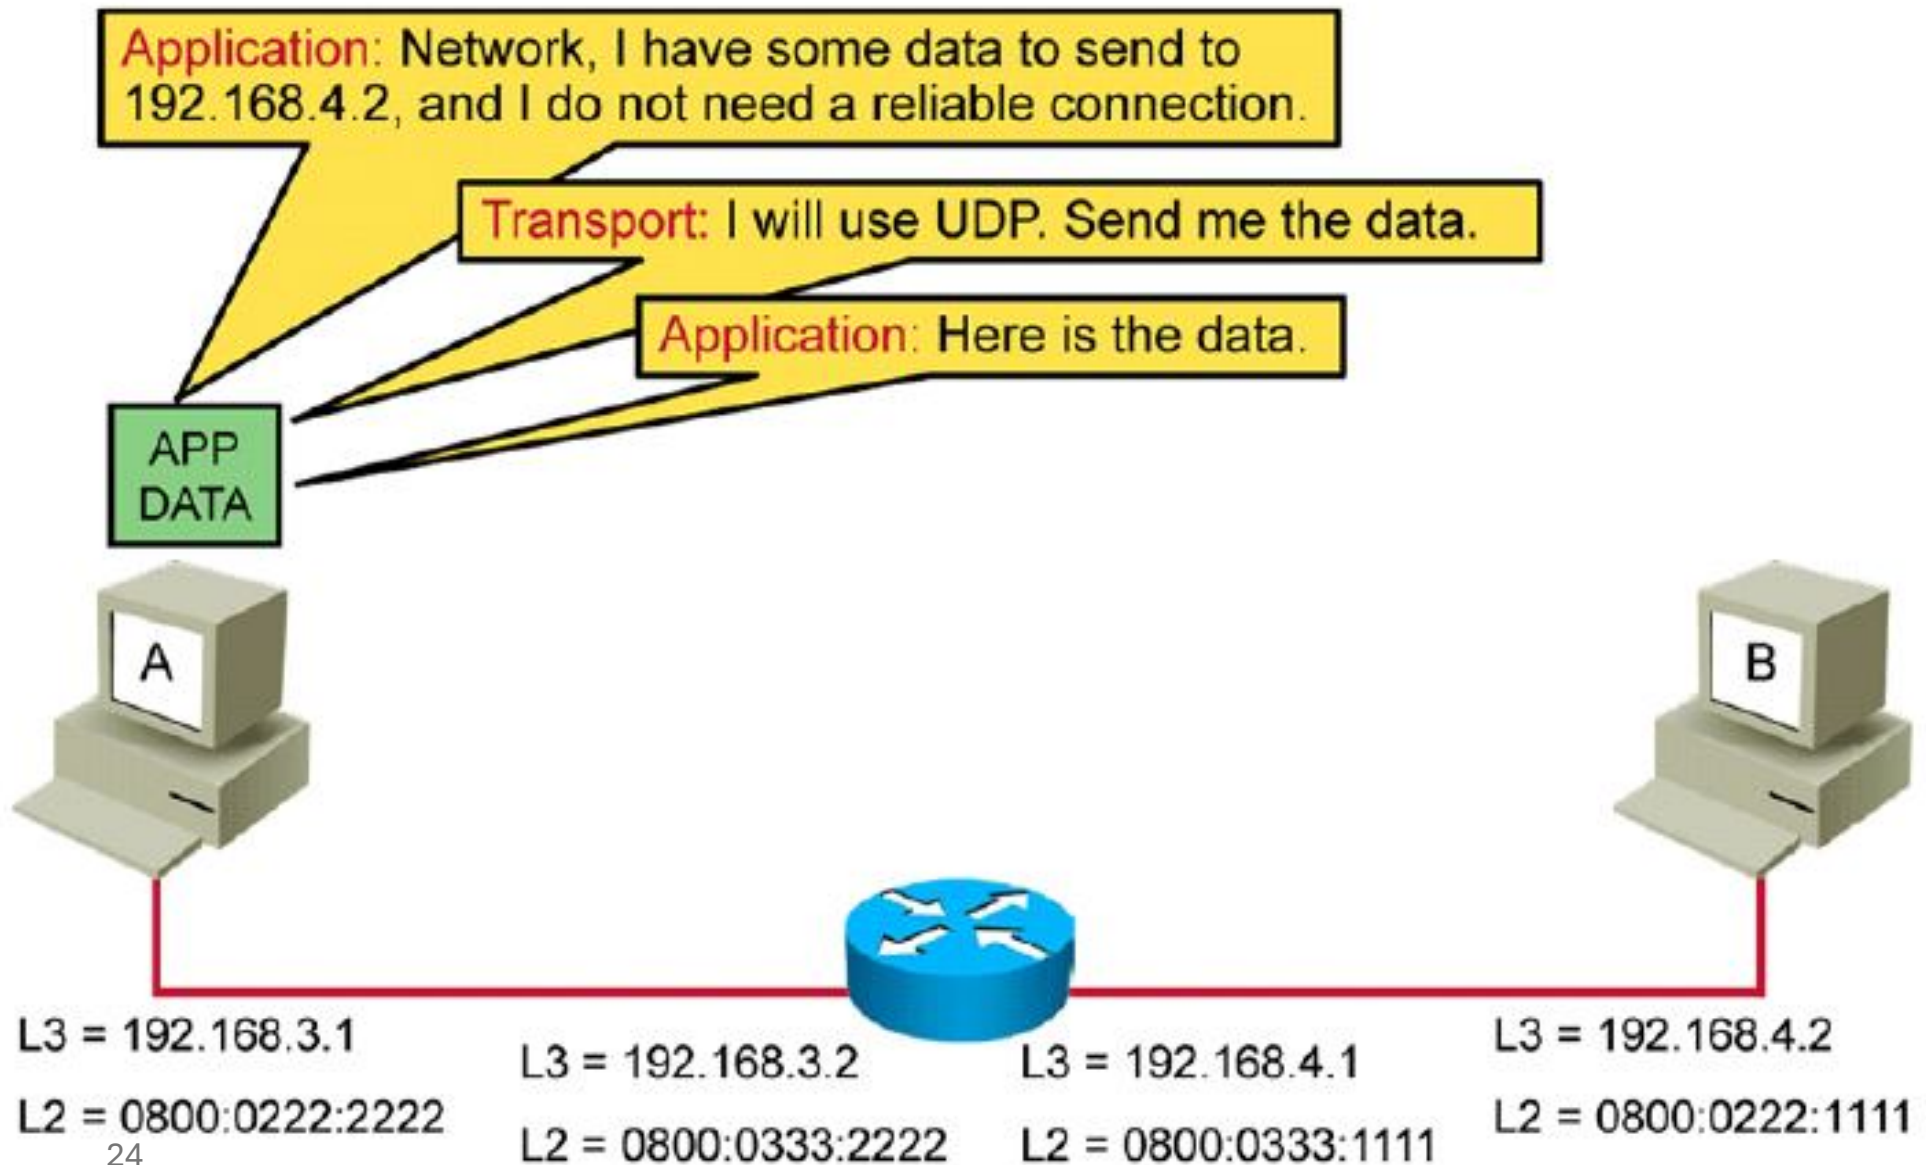 Application: Network, I have some data to send to
192.168.4.2, and I do not need a reliable connection.
Transport: I will use UDP. Send me the data.
Application: Here is the data.
APP
DATA
A
B
L3 = 192.168.3.1
L2 = 0800:0222:2222
L3 = 192.168.3.2
L2 = 0800:0333:2222
L3 = 192.168.4.1
L2 = 0800:0333:1111
L3 = 192.168.4.2
L2 = 0800:0222:1111
24